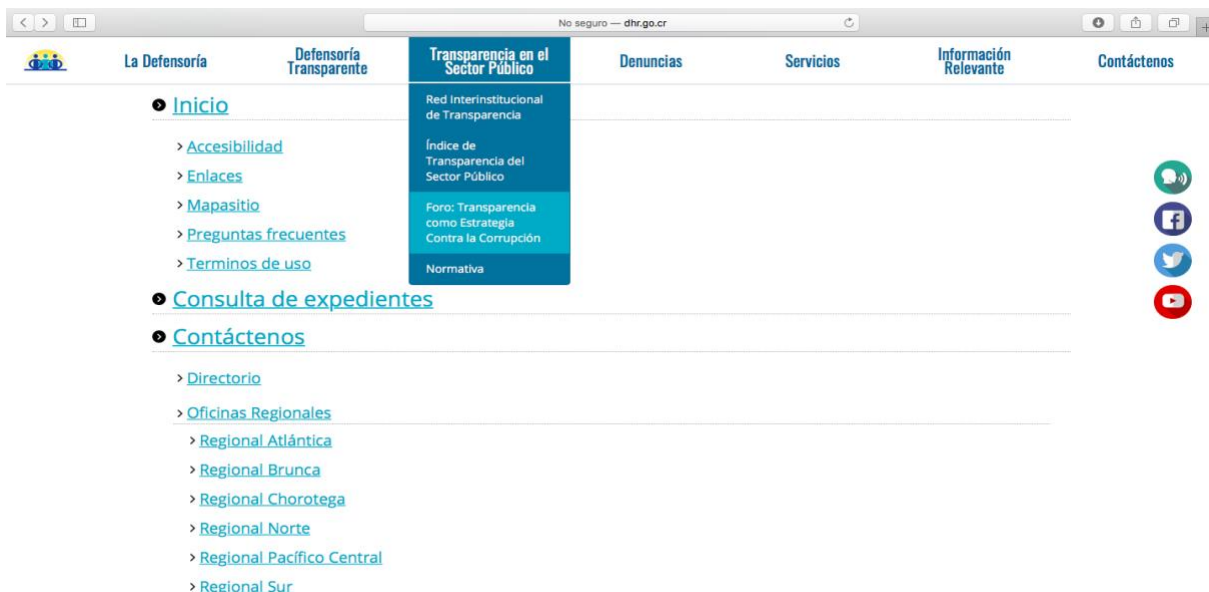 No seguro — dhr.go.cr
La Defensoría
Defensoría
Transparente
Transparencia en el
Sector Público
Denuncias
Servicios
Información
Relevante
Contáctenos
Red Interinstitucional
de Transparencia
Índice de
Transparencia del
Sector Público
Foro: Transparencia
como Estrategia
Contra la Corrupción
Normativa
Inicio
Accesibilidad
Enlaces
Mapasitio
Preguntas frecuentes
Terminos de uso
Consulta de expedientes
Contáctenos
Directorio
Oficinas Regionales
Regional Atlántica
Regional Brunca
Regional Chorotega
Regional Norte
Regional Pacífico Central
Regional Sur